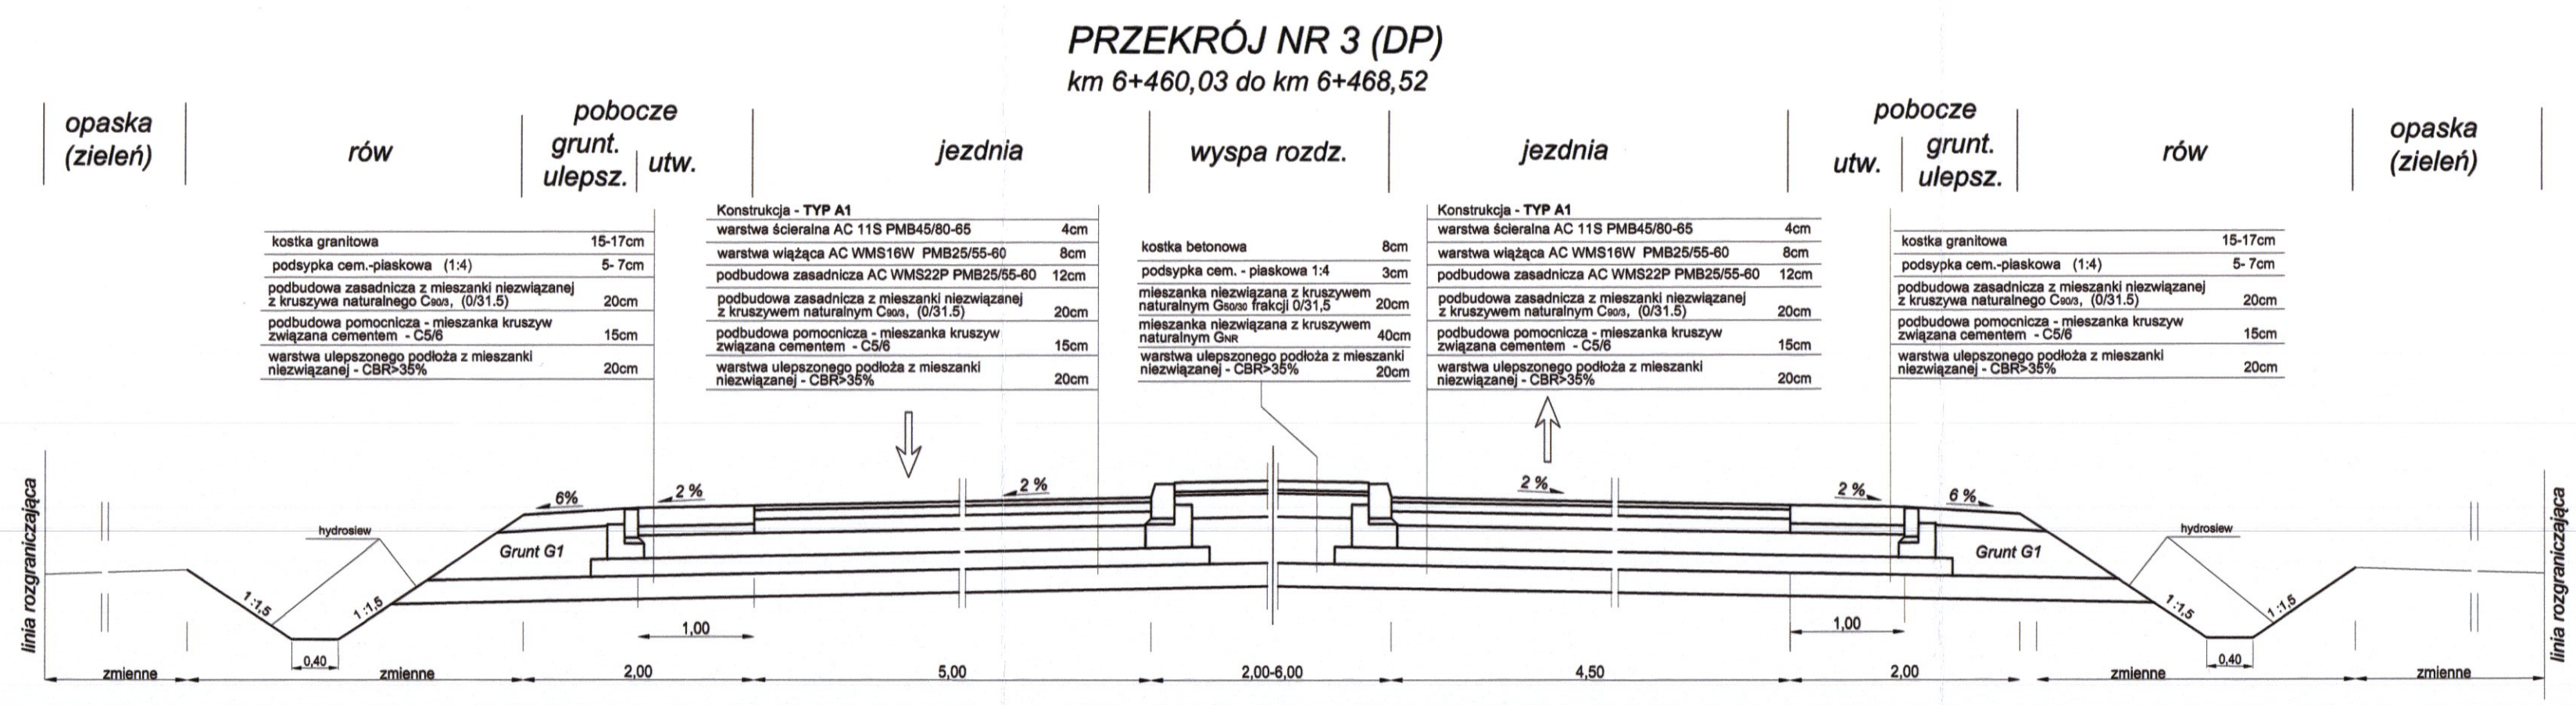 PRZEKRÓJ NR 3 (DP)
km 6+460,03 do km 6+468,52
opaska
(zieleń)
rów
pobocze
grunt.
ulepsz.
utw.
jezdnia
wyspa rozdz.
jezdnia
pobocze
utw.
grunt.
ulepsz.
rów
opaska
(zieleń)
kostka granitowa 15-17cm
podsypka cem.-piaskowa (1:4) 5- 7cm
podbudowa zasadnicza z mieszanki niezwiązanej
z kruszywa naturalnego C90/3, (0/31.5) 20cm
podbudowa pomocnicza - mieszanka kruszyw
związana cementem - C5/6 15cm
warstwa ulepszonego podłoża z mieszanki
niezwiązanej - CBR>35% 20cm
Konstrukcja - TYP A1
warstwa ścieralna AC 11S PMB45/80-65 4cm
warstwa wiążąca AC WMS16W PMB25/55-60 8cm
podbudowa zasadnicza AC WMS22P PMB25/55-60 12cm
podbudowa zasadnicza z mieszanki niezwiązanej
z kruszywem naturalnym C90/3, (0/31.5) 20cm
podbudowa pomocnicza - mieszanka kruszyw
związana cementem - C5/6 15cm
warstwa ulepszonego podłoża z mieszanki
niezwiązanej - CBR>35% 20cm
kostka betonowa 8cm
podsypka cem. - piaskowa 1:4 3cm
mieszanka niezwiązana z kruszywem
naturalnym G50/30 frakcji 0/31,5 20cm
mieszanka niezwiązana z kruszywem
naturalnym GNR 40cm
warstwa ulepszonego podłoża z mieszanki
niezwiązanej - CBR>35% 20cm
Konstrukcja - TYP A1
warstwa ścieralna AC 11S PMB45/80-65 4cm
warstwa wiążąca AC WMS16W PMB25/55-60 8cm
podbudowa zasadnicza AC WMS22P PMB25/55-60 12cm
podbudowa zasadnicza z mieszanki niezwiązanej
z kruszywem naturalnym C90/3, (0/31.5) 20cm
podbudowa pomocnicza - mieszanka kruszyw
związana cementem - C5/6 15cm
warstwa ulepszonego podłoża z mieszanki
niezwiązanej - CBR>35% 20cm
kostka granitowa 15-17cm
podsypka cem.-piaskowa (1:4) 5- 7cm
podbudowa zasadnicza z mieszanki niezwiązanej
z kruszywa naturalnego C90/3, (0/31.5) 20cm
podbudowa pomocnicza - mieszanka kruszyw
związana cementem - C5/6 15cm
warstwa ulepszonego podłoża z mieszanki
niezwiązanej - CBR>35% 20cm
linia rozgraniczająca
hydrosiew
1:1,5
1:1,5
6%
2 %
2 %
2 %
2 %
6 %
Grunt G1
Grunt G1
hydrosiew
1:1,5
1:1,5
linia rozgraniczająca
1,00
1,00
0,40
0,40
zmienne
zmienne
2,00
5,00
2,00-6,00
4,50
2,00
zmienne
zmienne